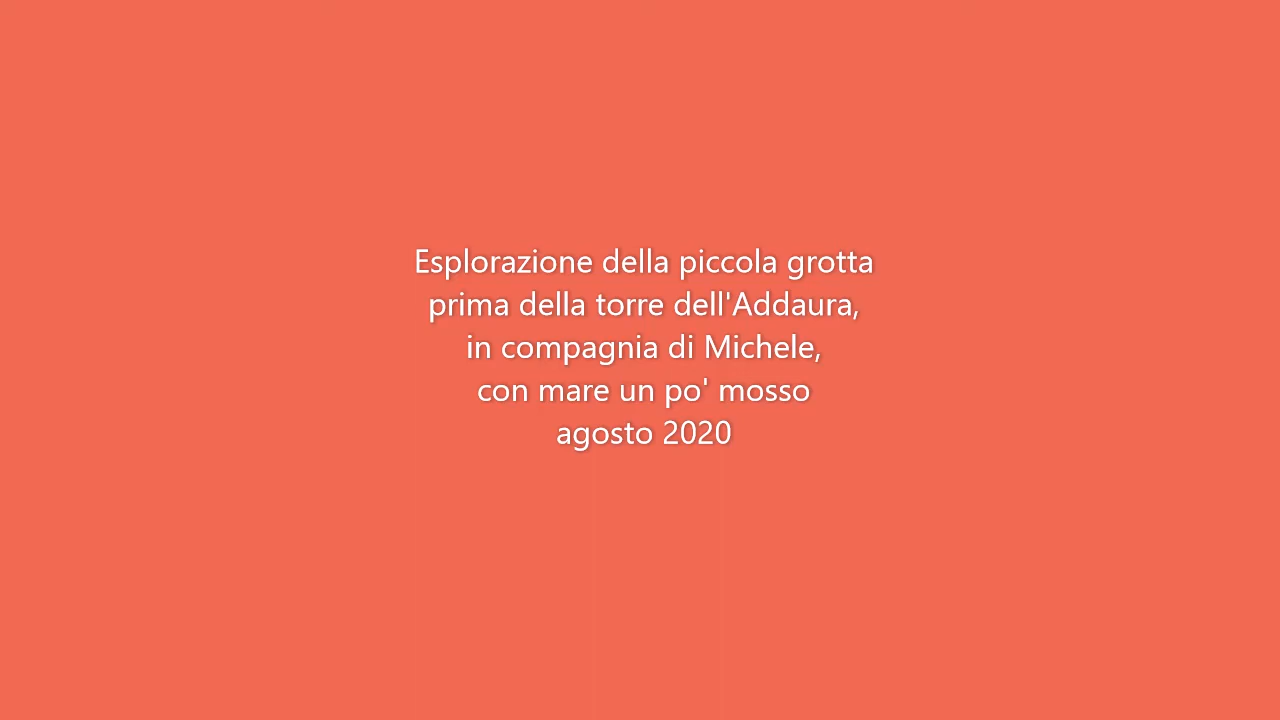 Esplorazione della piccola grotta
prima della torre dell'Addaura,
in compagnia di Michele,
con mare un po' mosso
agosto 2020